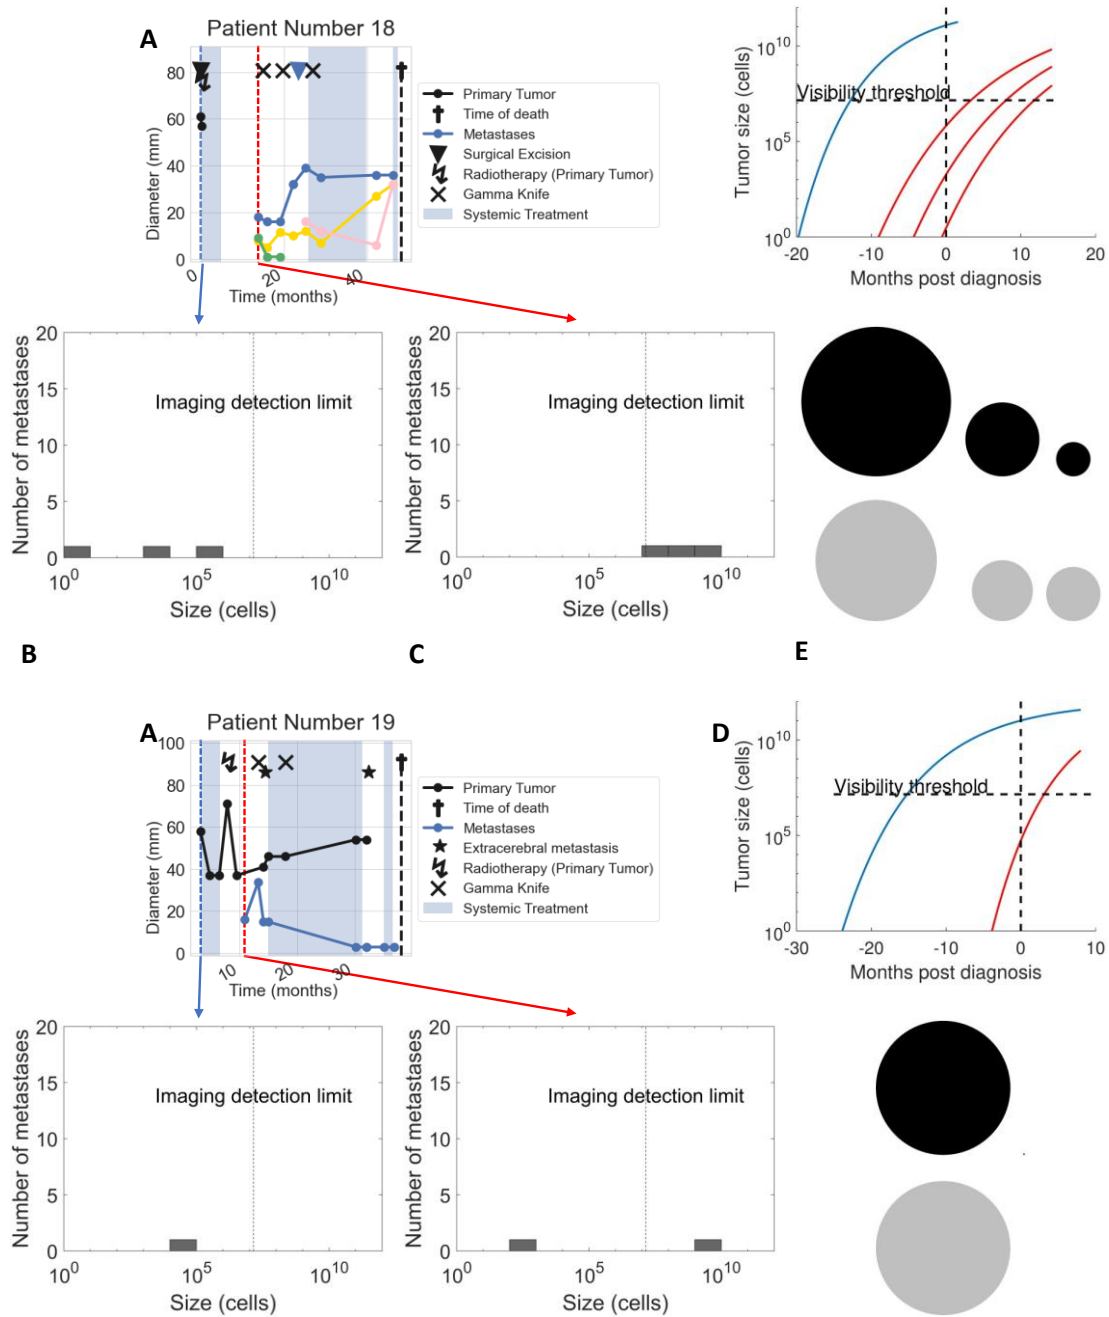 A
Patient Number 18
80
60
40
20
0
Diameter (mm)
0
20
40
Time (months)
Primary Tumor
Time of death
Metastases
Surgical Excision
Radiotherapy (Primary Tumor)
Gamma Knife
Systemic Treatment
10^10
10^5
10^0
Tumor size (cells)
Visibility threshold
-20
-10
0
10
20
Months post diagnosis
20
15
10
5
0
Number of metastases
Imaging detection limit
10^0
10^5
10^10
Size (cells)
20
15
10
5
0
Number of metastases
Imaging detection limit
10^0
10^5
10^10
Size (cells)
B
C
E
A
Patient Number 19
100
80
60
40
20
0
Diameter (mm)
10
20
30
Time (months)
Primary Tumor
Time of death
Metastases
Extracerebral metastasis
Radiotherapy (Primary Tumor)
Gamma Knife
Systemic Treatment
D
10^10
10^5
10^0
Tumor size (cells)
Visibility threshold
-30
-20
-10
0
10
Months post diagnosis
20
15
10
5
0
Number of metastases
Imaging detection limit
10^0
10^5
10^10
Size (cells)
20
15
10
5
0
Number of metastases
Imaging detection limit
10^0
10^5
10^10
Size (cells)